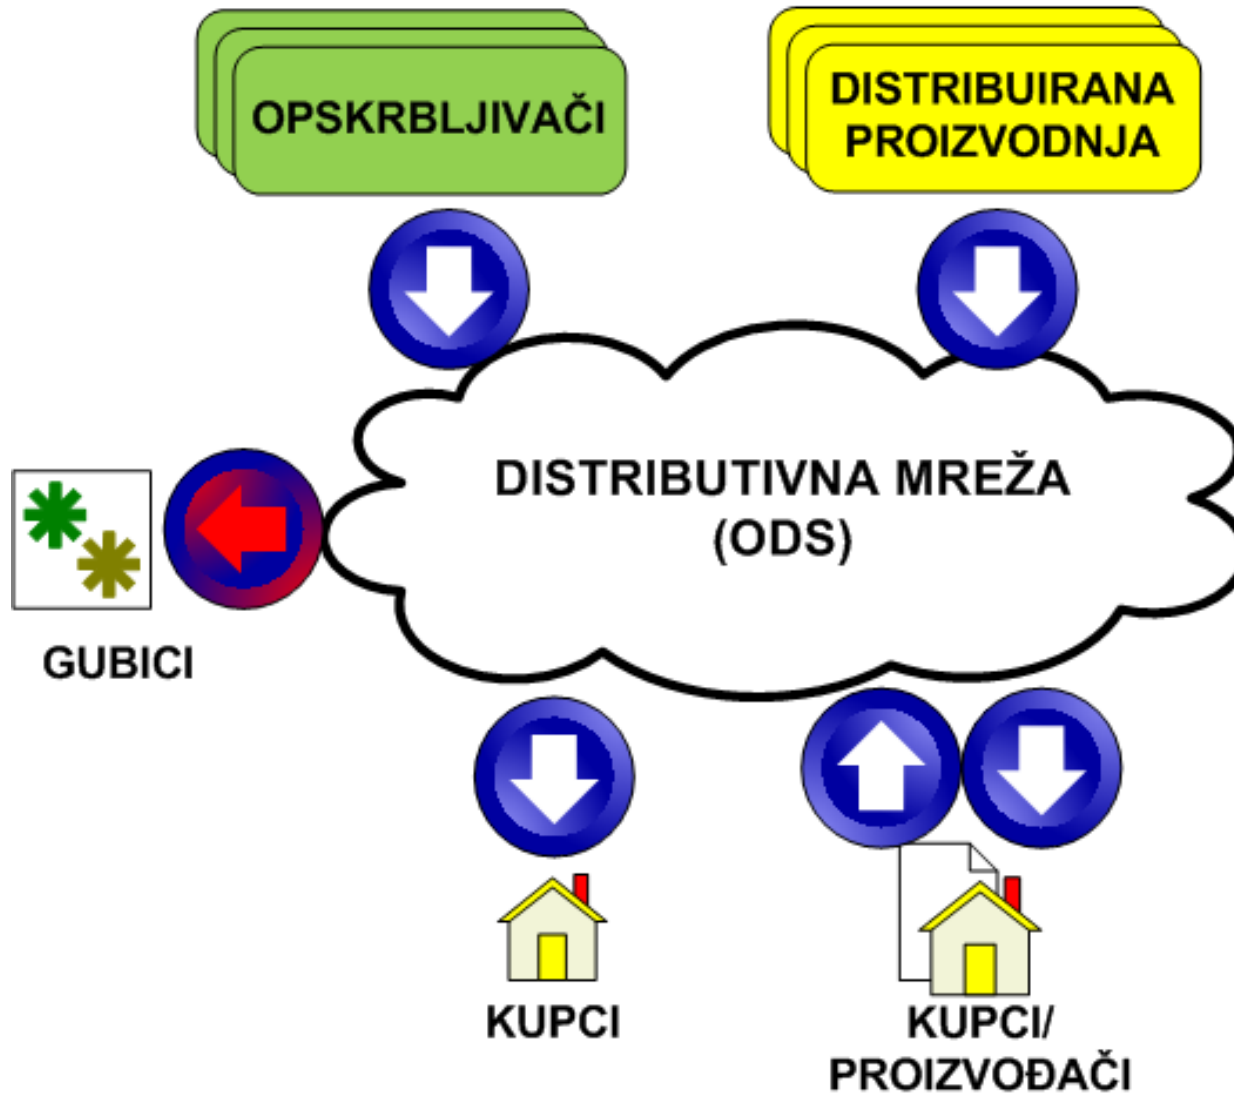 OPSKRBLJIVAČI
DISTRIBUIRANA
PROIZVODNJA
DISTRIBUTIVNA MREŽA
(ODS)
GUBICI
KUPCI
KUPCI/
PROIZVOĐAČI